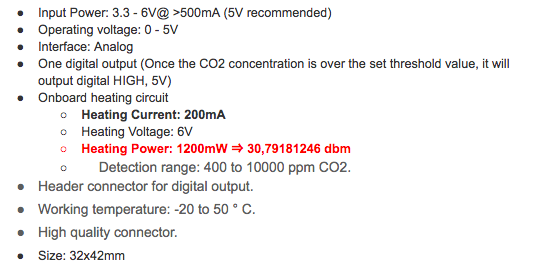 ● Input Power: 3.3 - 6V@ >500mA (5V recommended)
● Operating voltage: 0 - 5V
● Interface: Analog
● One digital output (Once the CO2 concentration is over the set threshold value, it will
output digital HIGH, 5V)
● Onboard heating circuit
○ Heating Current: 200mA
○ Heating Voltage: 6V
○ Heating Power: 1200mW ⇒ 30,79181246 dbm
○ Detection range: 400 to 10000 ppm CO2.
● Header connector for digital output.
● Working temperature: -20 to 50 ° C.
● High quality connector.
● Size: 32x42mm